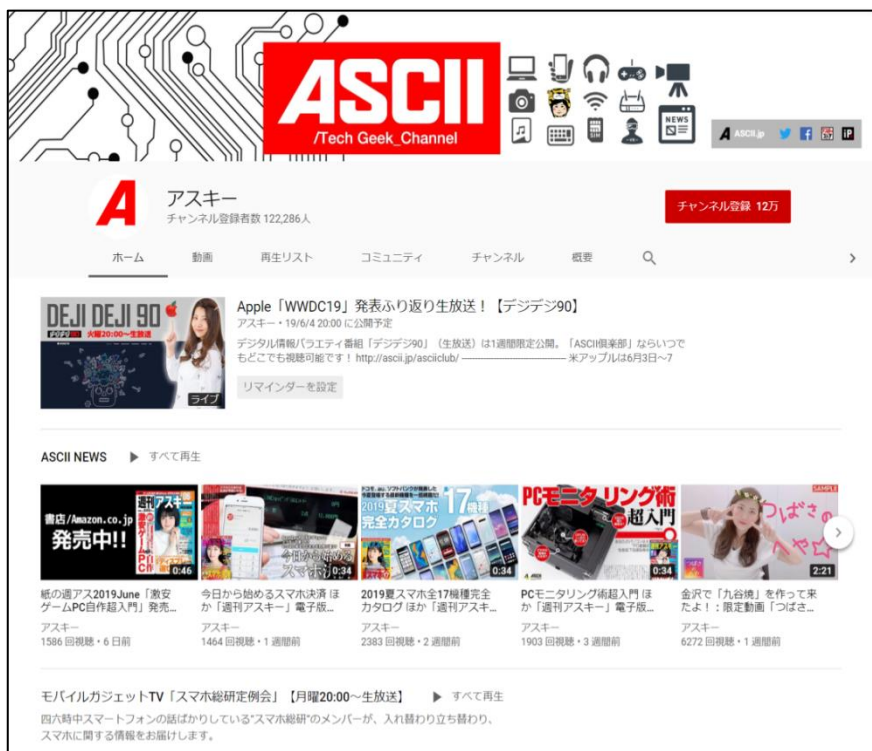 ASCII
/Tech Geek_Channel
NEWS
ASCII.jp
iP
アスキー
チャンネル登録者数 122,286人
チャンネル登録 12万
ホーム 動画 再生リスト コミュニティ チャンネル 概要
DEJI DEJI 90
デジデジ90 火曜20:00～生放送
ライブ
Apple「WWDC19」発表ふり返り生放送！【デジデジ90】
アスキー・19/6/4 20:00 に公開予定
デジタル情報バラエティ番組「デジデジ90」（生放送）は1週間限定公開。「ASCII倶楽部」ならいつで
もどこでも視聴可能です！ http://ascii.jp/asciiclub/ ----------------------------------- 米アップルは6月3日～7
リマインダーを設定
ASCII NEWS ▶ すべて再生
書店/Amazon.co.jp
発売中!!
週刊アスキー
0:46
今日から始める
スマホ決済
0:34
2019夏スマホ 17機種
完全カタログ
0:34
PCモニタリング術
超入門
0:34
SAMPLE
つばさの
へや☆
2:21
紙の週アス2019June「激安
ゲームPC自作超入門」発売...
アスキー
1586 回視聴・6 日前
今日から始めるスマホ決済 ほ
か「週刊アスキー」電子版...
アスキー
1464 回視聴・1 週間前
2019夏スマホ全17機種完全
カタログ ほか「週刊アスキ...
アスキー
2383 回視聴・2 週間前
PCモニタリング術超入門 ほ
か「週刊アスキー」電子版...
アスキー
1903 回視聴・3 週間前
金沢で「九谷焼」を作って来
たよ！：限定動画「つばさ...
アスキー
6272 回視聴・1 週間前
モバイルガジェットTV「スマホ総研定例会」【月曜20:00～生放送】 ▶ すべて再生
四六時中スマートフォンの話ばかりしている"スマホ総研"のメンバーが、入れ替わり立ち替わり、
スマホに関する情報をお届けします。